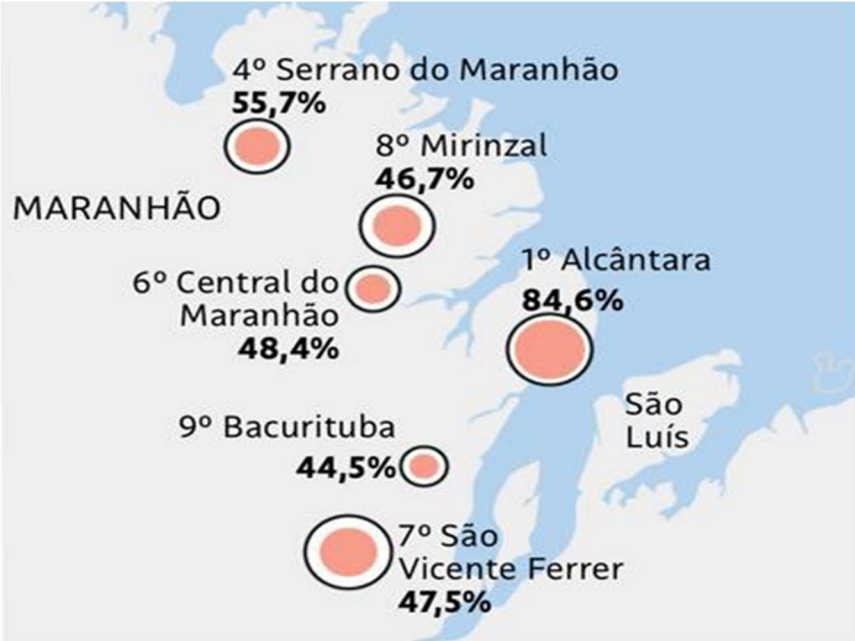 4º Serrano do Maranhão
55,7%
8º Mirinzal
46,7%
MARANHÃO
1º Alcântara
84,6%
6º Central do
Maranhão
48,4%
São
Luís
9º Bacurituba
44,5%
7º São
Vicente Ferrer
47,5%